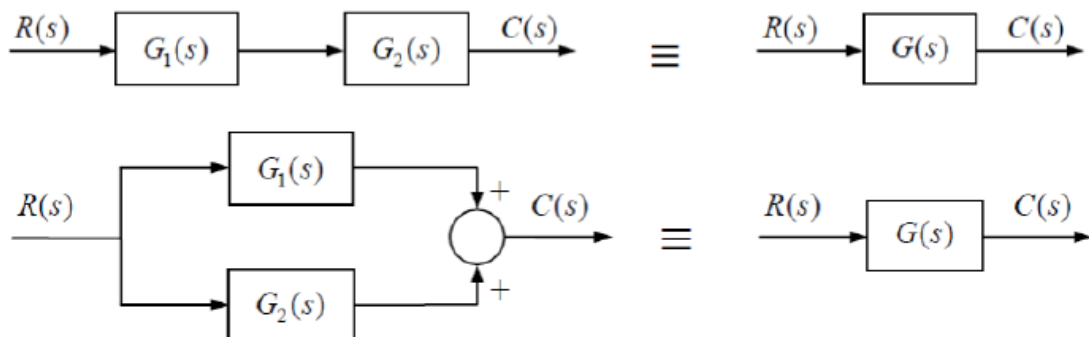 R(s) G₁(s) G₂(s) C(s) ≡ R(s) G(s) C(s)
G₁(s)
R(s) + C(s) ≡ R(s) G(s) C(s)
+
G₂(s)